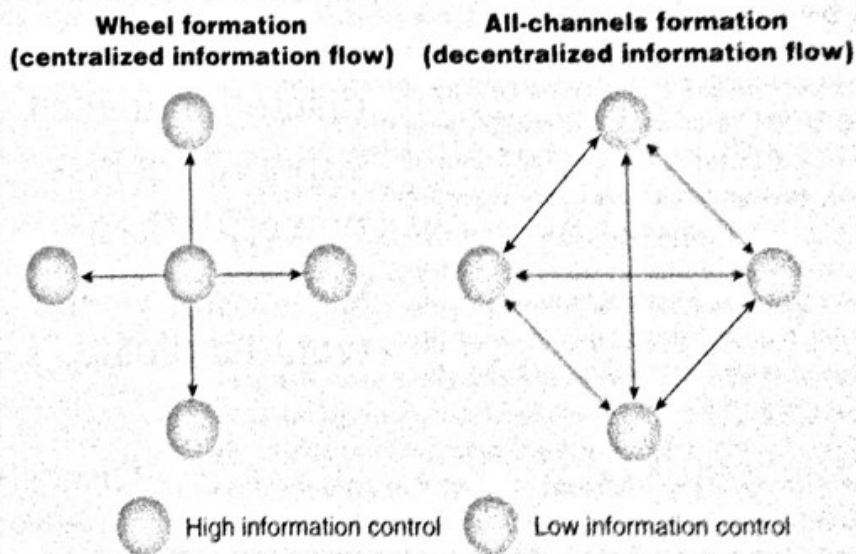 Wheel formation
(centralized information flow)
All-channels formation
(decentralized information flow)
High information control
Low information control